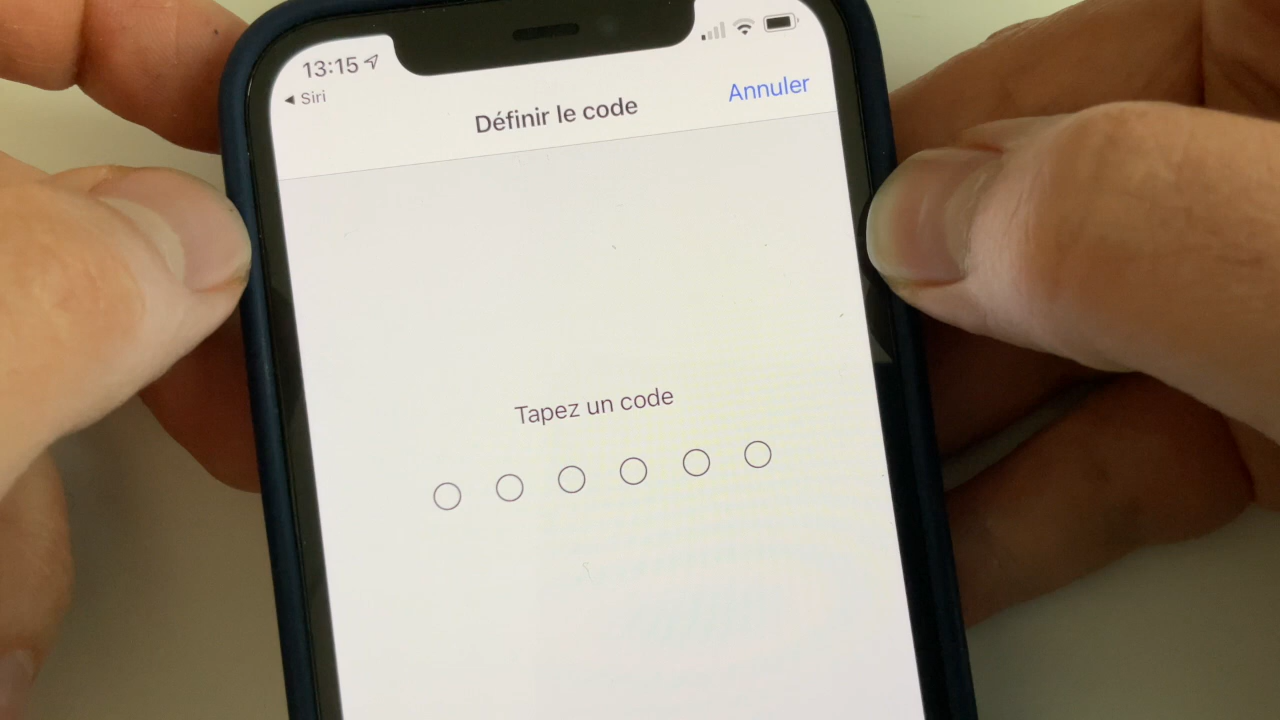 13:15
◀ Siri
Définir le code
Annuler
Tapez un code